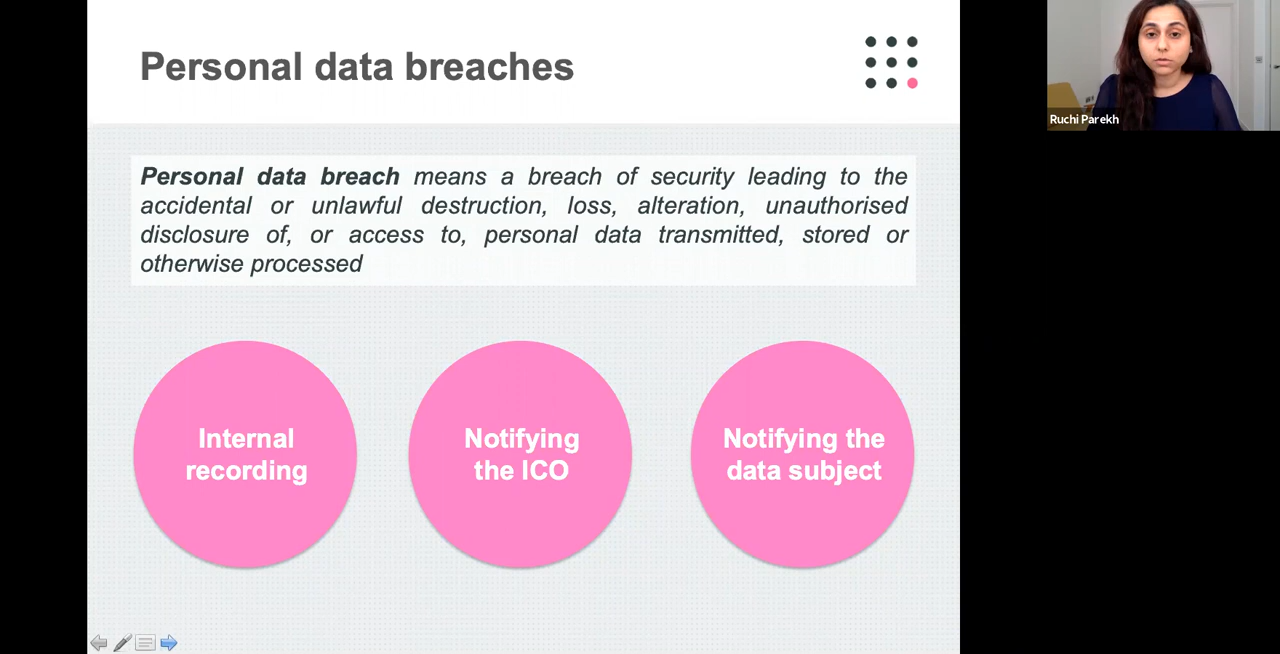 Personal data breaches
Ruchi Parekh
Personal data breach means a breach of security leading to the
accidental or unlawful destruction, loss, alteration, unauthorised
disclosure of, or access to, personal data transmitted, stored or
otherwise processed
Internal
recording
Notifying
the ICO
Notifying the
data subject